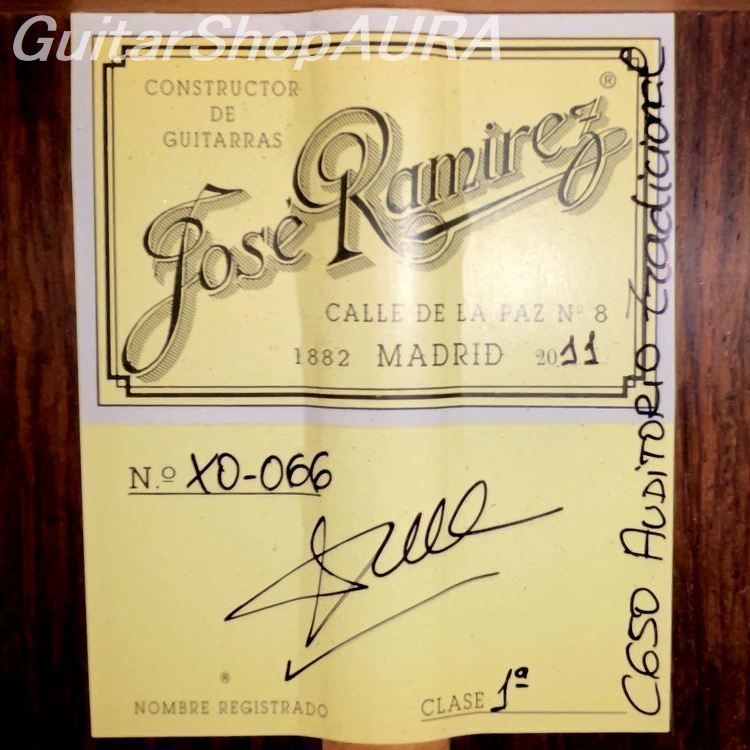 GuitarShopAURA
CONSTRUCTOR
DE
GUITARRAS
®
José Ramirez
CALLE DE LA PAZ Nº 8
1882 MADRID 2011
N.º XO-066
®
NOMBRE REGISTRADO
CLASE 1ª
C650 AUDITORIO tradicional